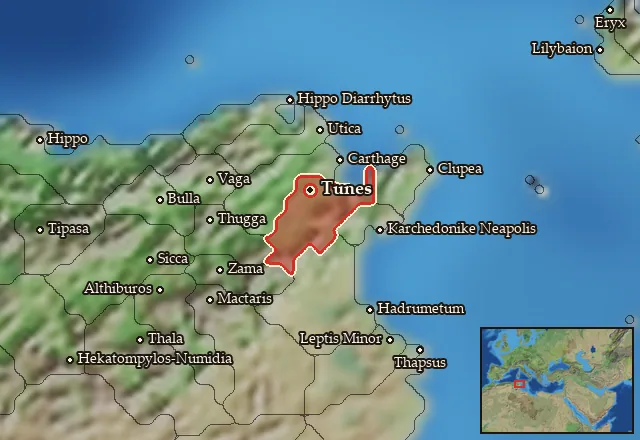 Eryx
Lilybaion
Hippo Diarrhytus
Utica
Hippo
Carthage
Clupea
Vaga
Tunes
Bulla
Thugga
Tipasa
Karchedonike Neapolis
Sicca
Zama
Althiburos
Mactaris
Hadrumetum
Thala
Leptis Minor
Hekatompylos-Numidia
Thapsus